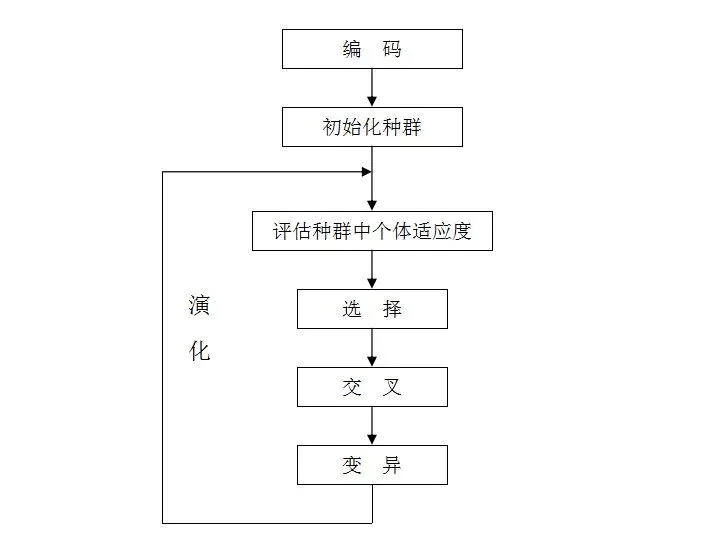 编 码
初始化种群
评估种群中个体适应度
选 择
交 叉
变 异
演
化